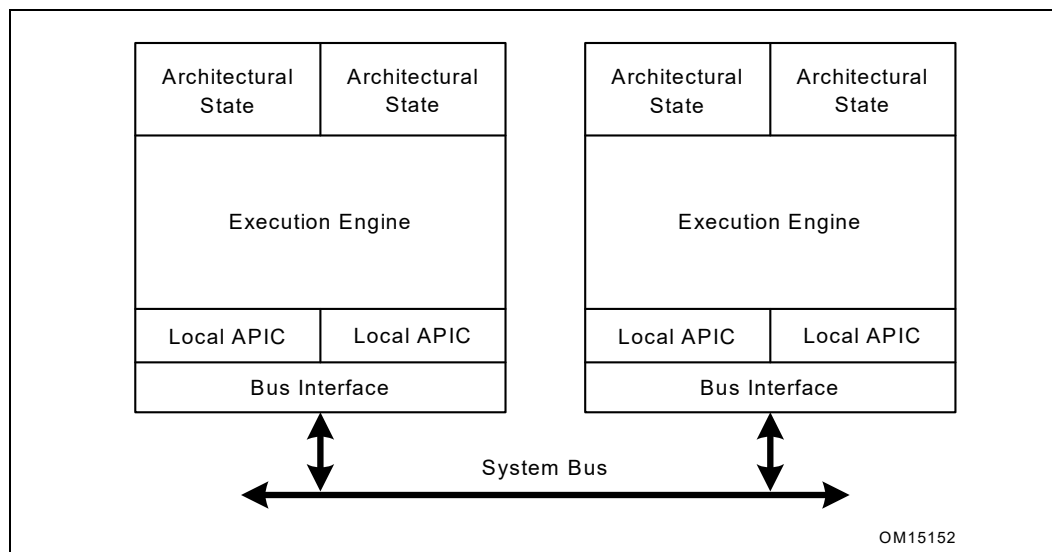 Architectural State
Architectural State
Architectural State
Architectural State
Execution Engine
Execution Engine
Local APIC
Local APIC
Local APIC
Local APIC
Bus Interface
Bus Interface
System Bus
OM15152